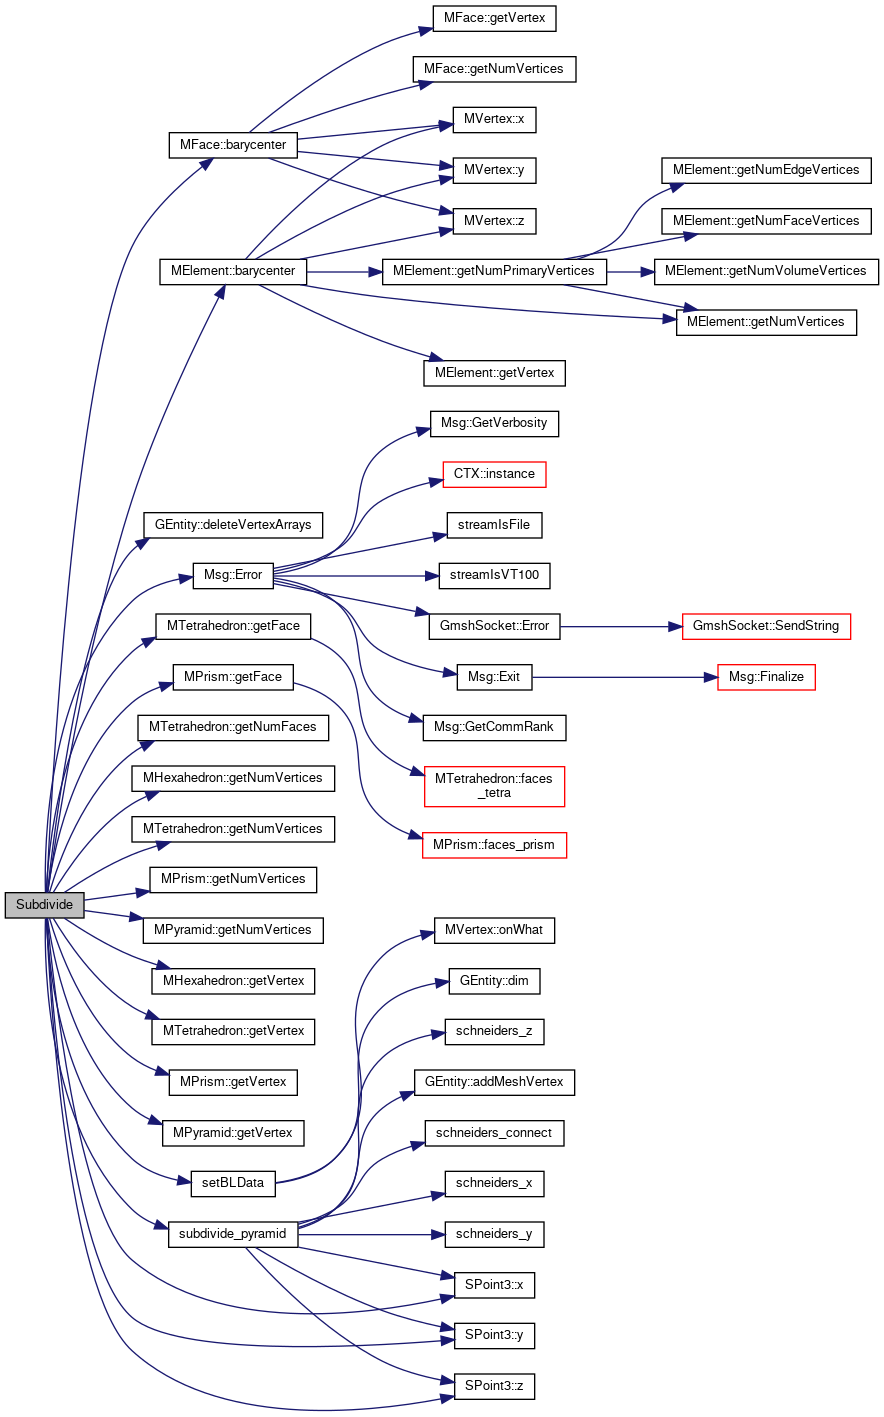 MFace::getVertex
MFace::getNumVertices
MVertex::x
MFace::barycenter
MVertex::y
MElement::getNumEdgeVertices
MVertex::z
MElement::getNumFaceVertices
MElement::barycenter
MElement::getNumPrimaryVertices
MElement::getNumVolumeVertices
MElement::getNumVertices
MElement::getVertex
Msg::GetVerbosity
CTX::instance
GEntity::deleteVertexArrays
streamIsFile
Msg::Error
streamIsVT100
MTetrahedron::getFace
GmshSocket::Error
GmshSocket::SendString
MPrism::getFace
Msg::Exit
Msg::Finalize
MTetrahedron::getNumFaces
Msg::GetCommRank
MHexahedron::getNumVertices
MTetrahedron::faces
_tetra
MTetrahedron::getNumVertices
MPrism::faces_prism
MPrism::getNumVertices
Subdivide
MPyramid::getNumVertices
MVertex::onWhat
MHexahedron::getVertex
GEntity::dim
MTetrahedron::getVertex
schneiders_z
MPrism::getVertex
GEntity::addMeshVertex
MPyramid::getVertex
schneiders_connect
setBLData
schneiders_x
subdivide_pyramid
schneiders_y
SPoint3::x
SPoint3::y
SPoint3::z